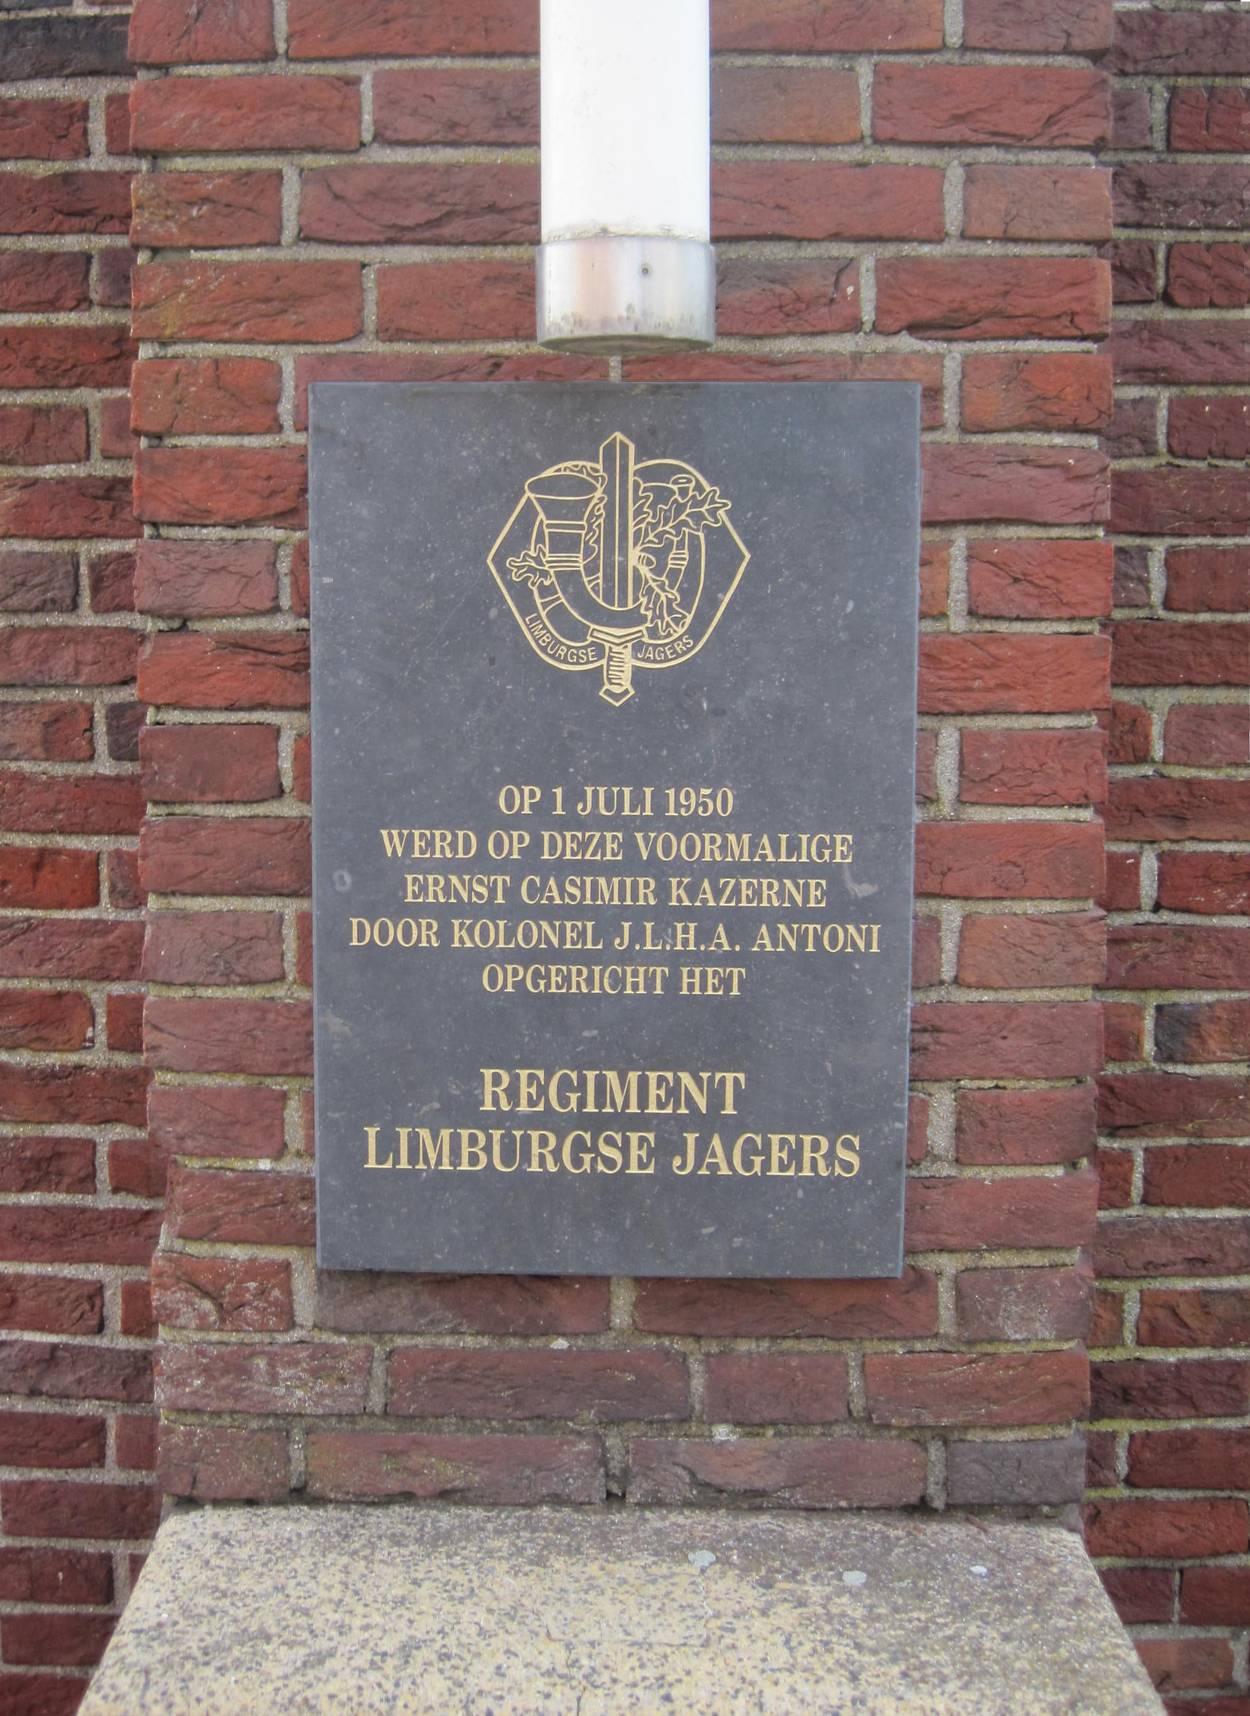 LIMBURGSE JAGERS
OP 1 JULI 1950
WERD OP DEZE VOORMALIGE
ERNST CASIMIR KAZERNE
DOOR KOLONEL J.L.H.A. ANTONI
OPGERICHT HET
REGIMENT
LIMBURGSE JAGERS